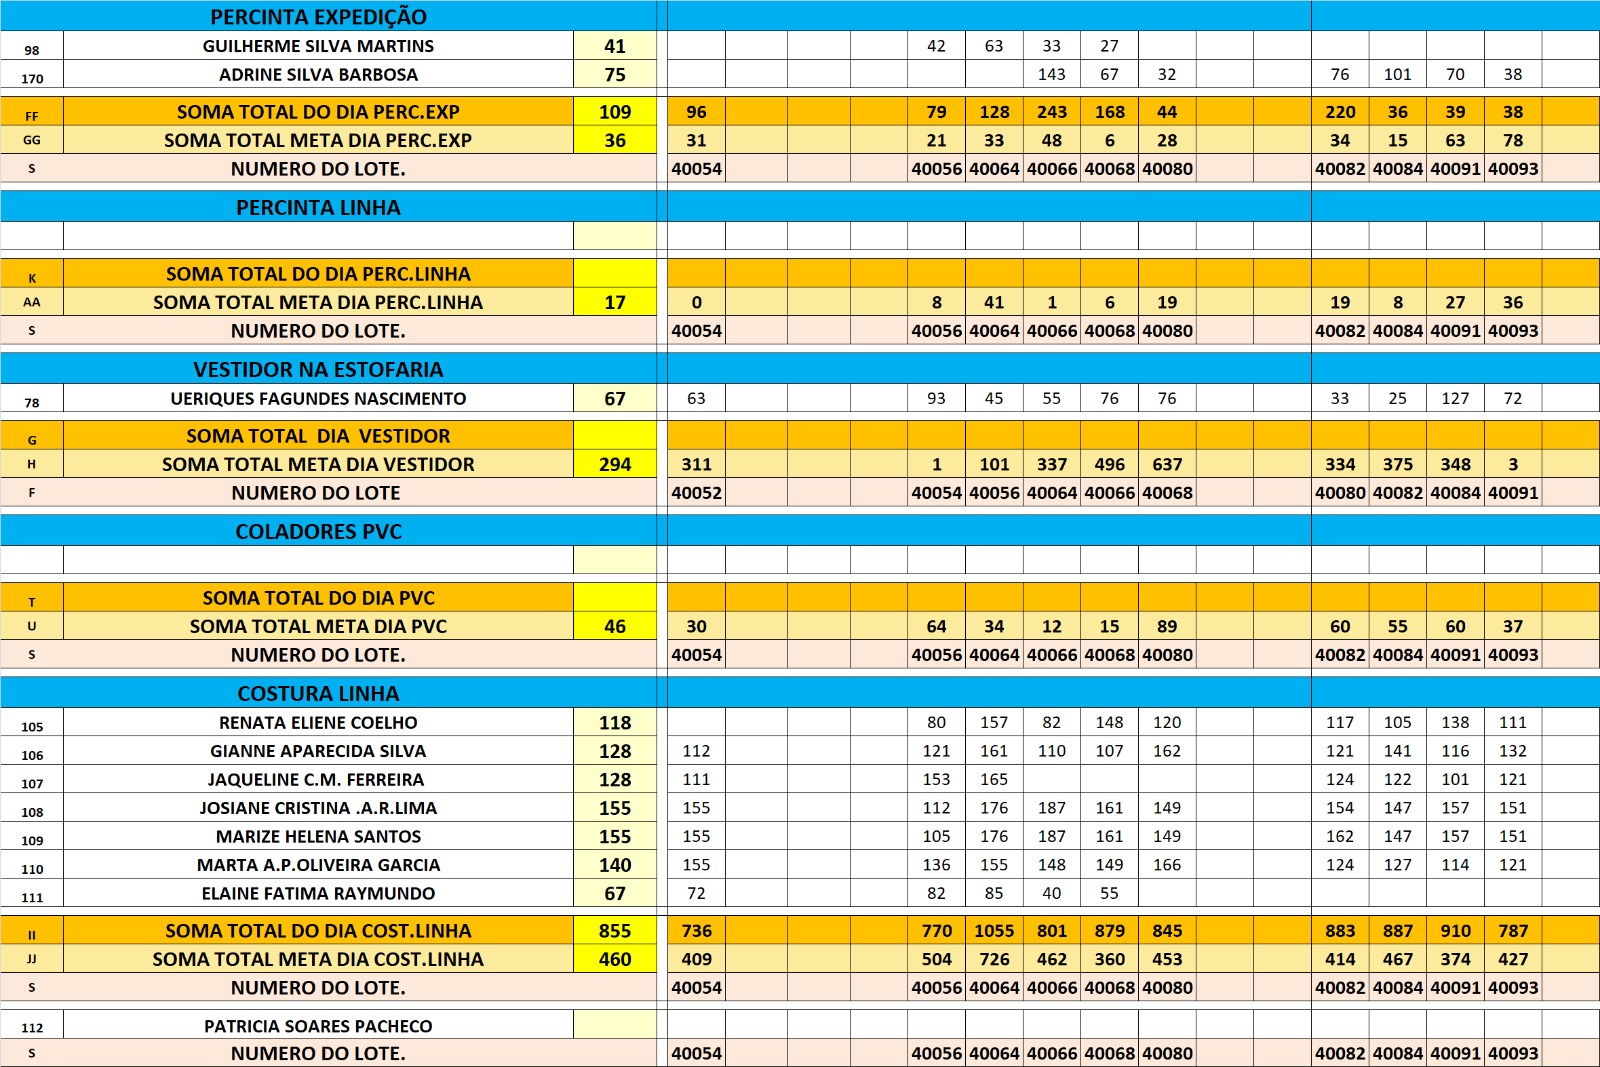 PERCINTA EXPEDIÇÃO
98 GUILHERME SILVA MARTINS 41 42 63 33 27
170 ADRINE SILVA BARBOSA 75 143 67 32 76 101 70 38
FF SOMA TOTAL DO DIA PERC.EXP 109 96 79 128 243 168 44 220 36 39 38
GG SOMA TOTAL META DIA PERC.EXP 36 31 21 33 48 6 28 34 15 63 78
S NUMERO DO LOTE. 40054 40056 40064 40066 40068 40080 40082 40084 40091 40093
PERCINTA LINHA
K SOMA TOTAL DO DIA PERC.LINHA
AA SOMA TOTAL META DIA PERC.LINHA 17 0 8 41 1 6 19 19 8 27 36
S NUMERO DO LOTE. 40054 40056 40064 40066 40068 40080 40082 40084 40091 40093
VESTIDOR NA ESTOFARIA
78 UERIQUES FAGUNDES NASCIMENTO 67 63 93 45 55 76 76 33 25 127 72
G SOMA TOTAL DIA VESTIDOR
H SOMA TOTAL META DIA VESTIDOR 294 311 1 101 337 496 637 334 375 348 3
F NUMERO DO LOTE 40052 40054 40056 40064 40066 40068 40080 40082 40084 40091
COLADORES PVC
T SOMA TOTAL DO DIA PVC
U SOMA TOTAL META DIA PVC 46 30 64 34 12 15 89 60 55 60 37
S NUMERO DO LOTE. 40054 40056 40064 40066 40068 40080 40082 40084 40091 40093
COSTURA LINHA
105 RENATA ELIENE COELHO 118 80 157 82 148 120 117 105 138 111
106 GIANNE APARECIDA SILVA 128 112 121 161 110 107 162 121 141 116 132
107 JAQUELINE C.M. FERREIRA 128 111 153 165 124 122 101 121
108 JOSIANE CRISTINA .A.R.LIMA 155 155 112 176 187 161 149 154 147 157 151
109 MARIZE HELENA SANTOS 155 155 105 176 187 161 149 162 147 157 151
110 MARTA A.P.OLIVEIRA GARCIA 140 155 136 155 148 149 166 124 127 114 121
111 ELAINE FATIMA RAYMUNDO 67 72 82 85 40 55
II SOMA TOTAL DO DIA COST.LINHA 855 736 770 1055 801 879 845 883 887 910 787
JJ SOMA TOTAL META DIA COST.LINHA 460 409 504 726 462 360 453 414 467 374 427
S NUMERO DO LOTE. 40054 40056 40064 40066 40068 40080 40082 40084 40091 40093
112 PATRICIA SOARES PACHECO
S NUMERO DO LOTE. 40054 40056 40064 40066 40068 40080 40082 40084 40091 40093